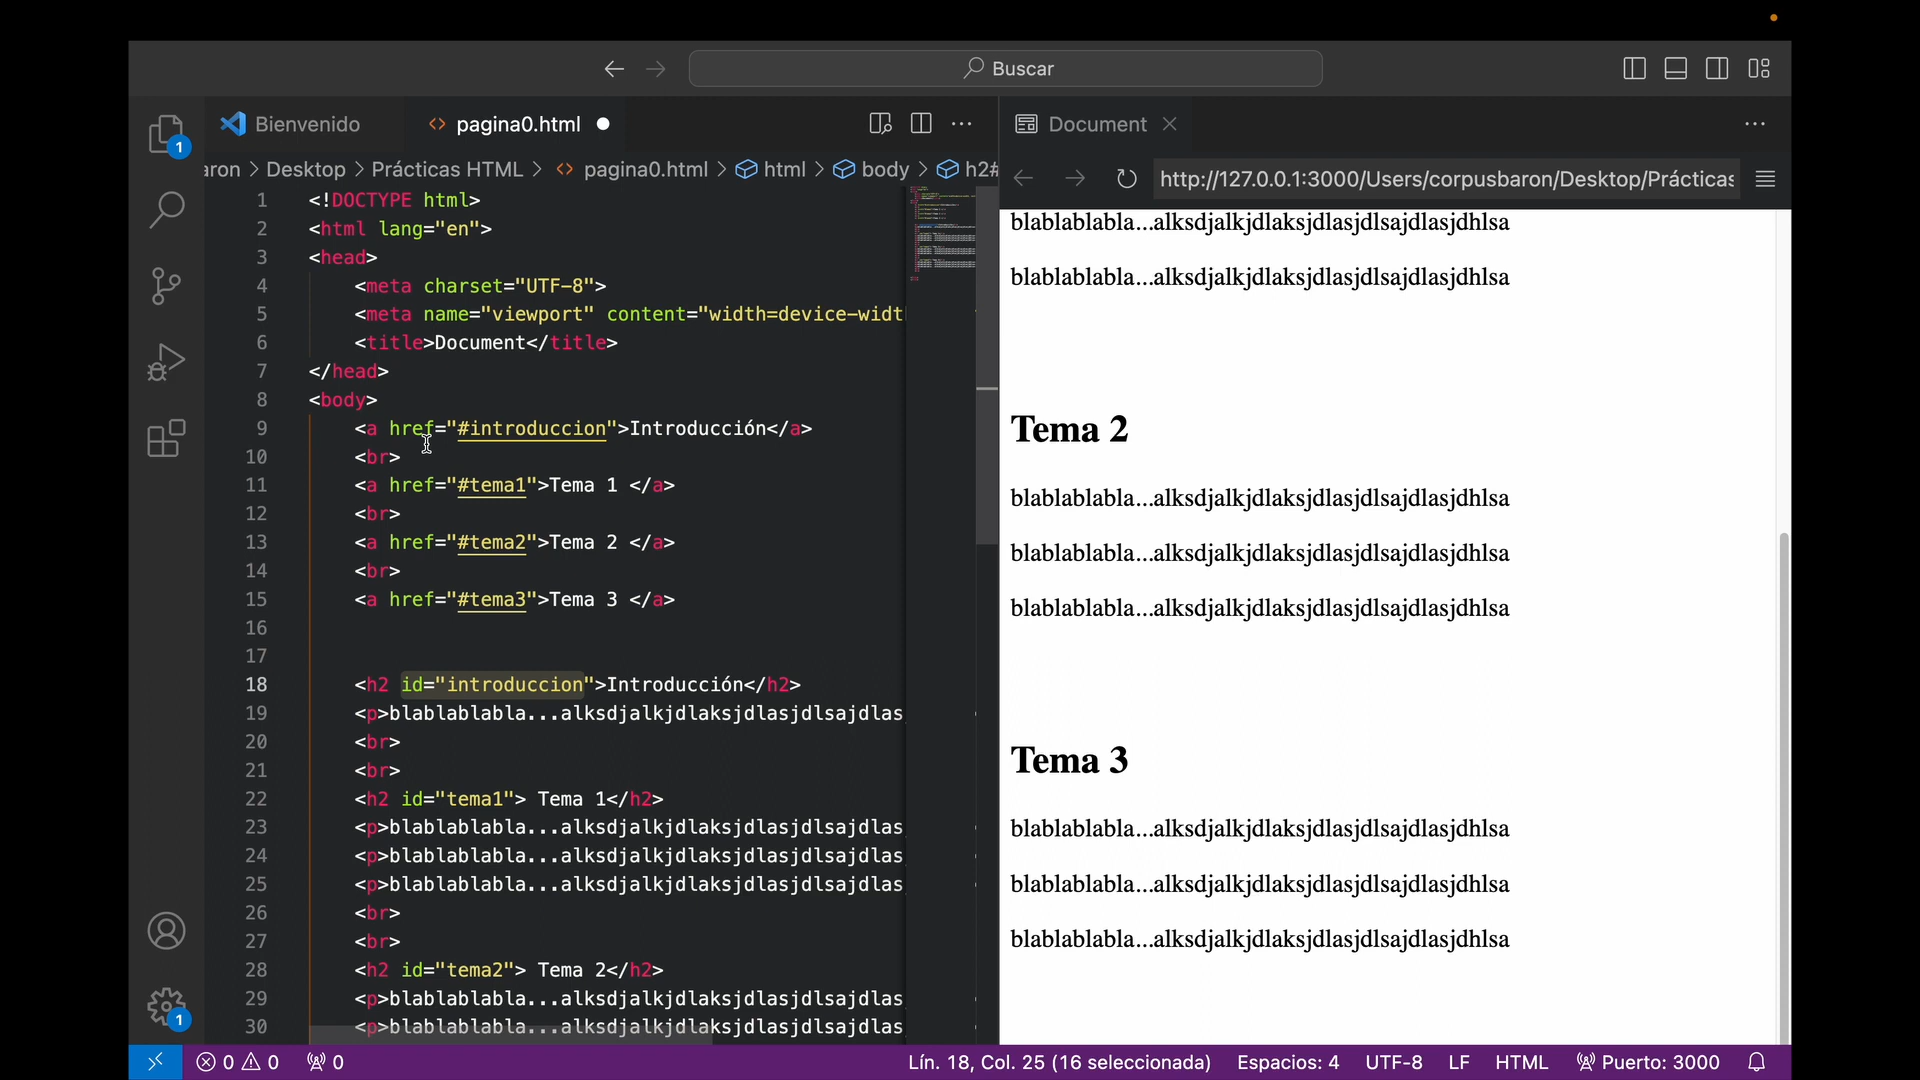 Buscar
1
Bienvenido
<> pagina0.html
Document
aron > Desktop > Prácticas HTML > <> pagina0.html > html > body > h2#
http://127.0.0.1:3000/Users/corpusbaron/Desktop/Prácticas
1 <!DOCTYPE html>
2 <html lang="en">
3 <head>
4 <meta charset="UTF-8">
5 <meta name="viewport" content="width=device-widt
6 <title>Document</title>
7 </head>
8 <body>
9 <a href="#introduccion">Introducción</a>
10 <br>
11 <a href="#tema1">Tema 1 </a>
12 <br>
13 <a href="#tema2">Tema 2 </a>
14 <br>
15 <a href="#tema3">Tema 3 </a>
16
17
18 <h2 id="introduccion">Introducción</h2>
19 <p>blablablabla...alksdjalkjdlaksjdlasjdlsajdlas
20 <br>
21 <br>
22 <h2 id="tema1"> Tema 1</h2>
23 <p>blablablabla...alksdjalkjdlaksjdlasjdlsajdlas
24 <p>blablablabla...alksdjalkjdlaksjdlasjdlsajdlas
25 <p>blablablabla...alksdjalkjdlaksjdlasjdlsajdlas
26 <br>
27 <br>
28 <h2 id="tema2"> Tema 2</h2>
29 <p>blablablabla...alksdjalkjdlaksjdlasjdlsajdlas
30 <p>blablablabla...alksdjalkjdlaksjdlasjdlsajdlas
blablablabla...alksdjalkjdlaksjdlasjdlsajdlasjdhlsa
blablablabla...alksdjalkjdlaksjdlasjdlsajdlasjdhlsa
Tema 2
blablablabla...alksdjalkjdlaksjdlasjdlsajdlasjdhlsa
blablablabla...alksdjalkjdlaksjdlasjdlsajdlasjdhlsa
blablablabla...alksdjalkjdlaksjdlasjdlsajdlasjdhlsa
Tema 3
blablablabla...alksdjalkjdlaksjdlasjdlsajdlasjdhlsa
blablablabla...alksdjalkjdlaksjdlasjdlsajdlasjdhlsa
blablablabla...alksdjalkjdlaksjdlasjdlsajdlasjdhlsa
1
0 0 0 Lín. 18, Col. 25 (16 seleccionada) Espacios: 4 UTF-8 LF HTML Puerto: 3000